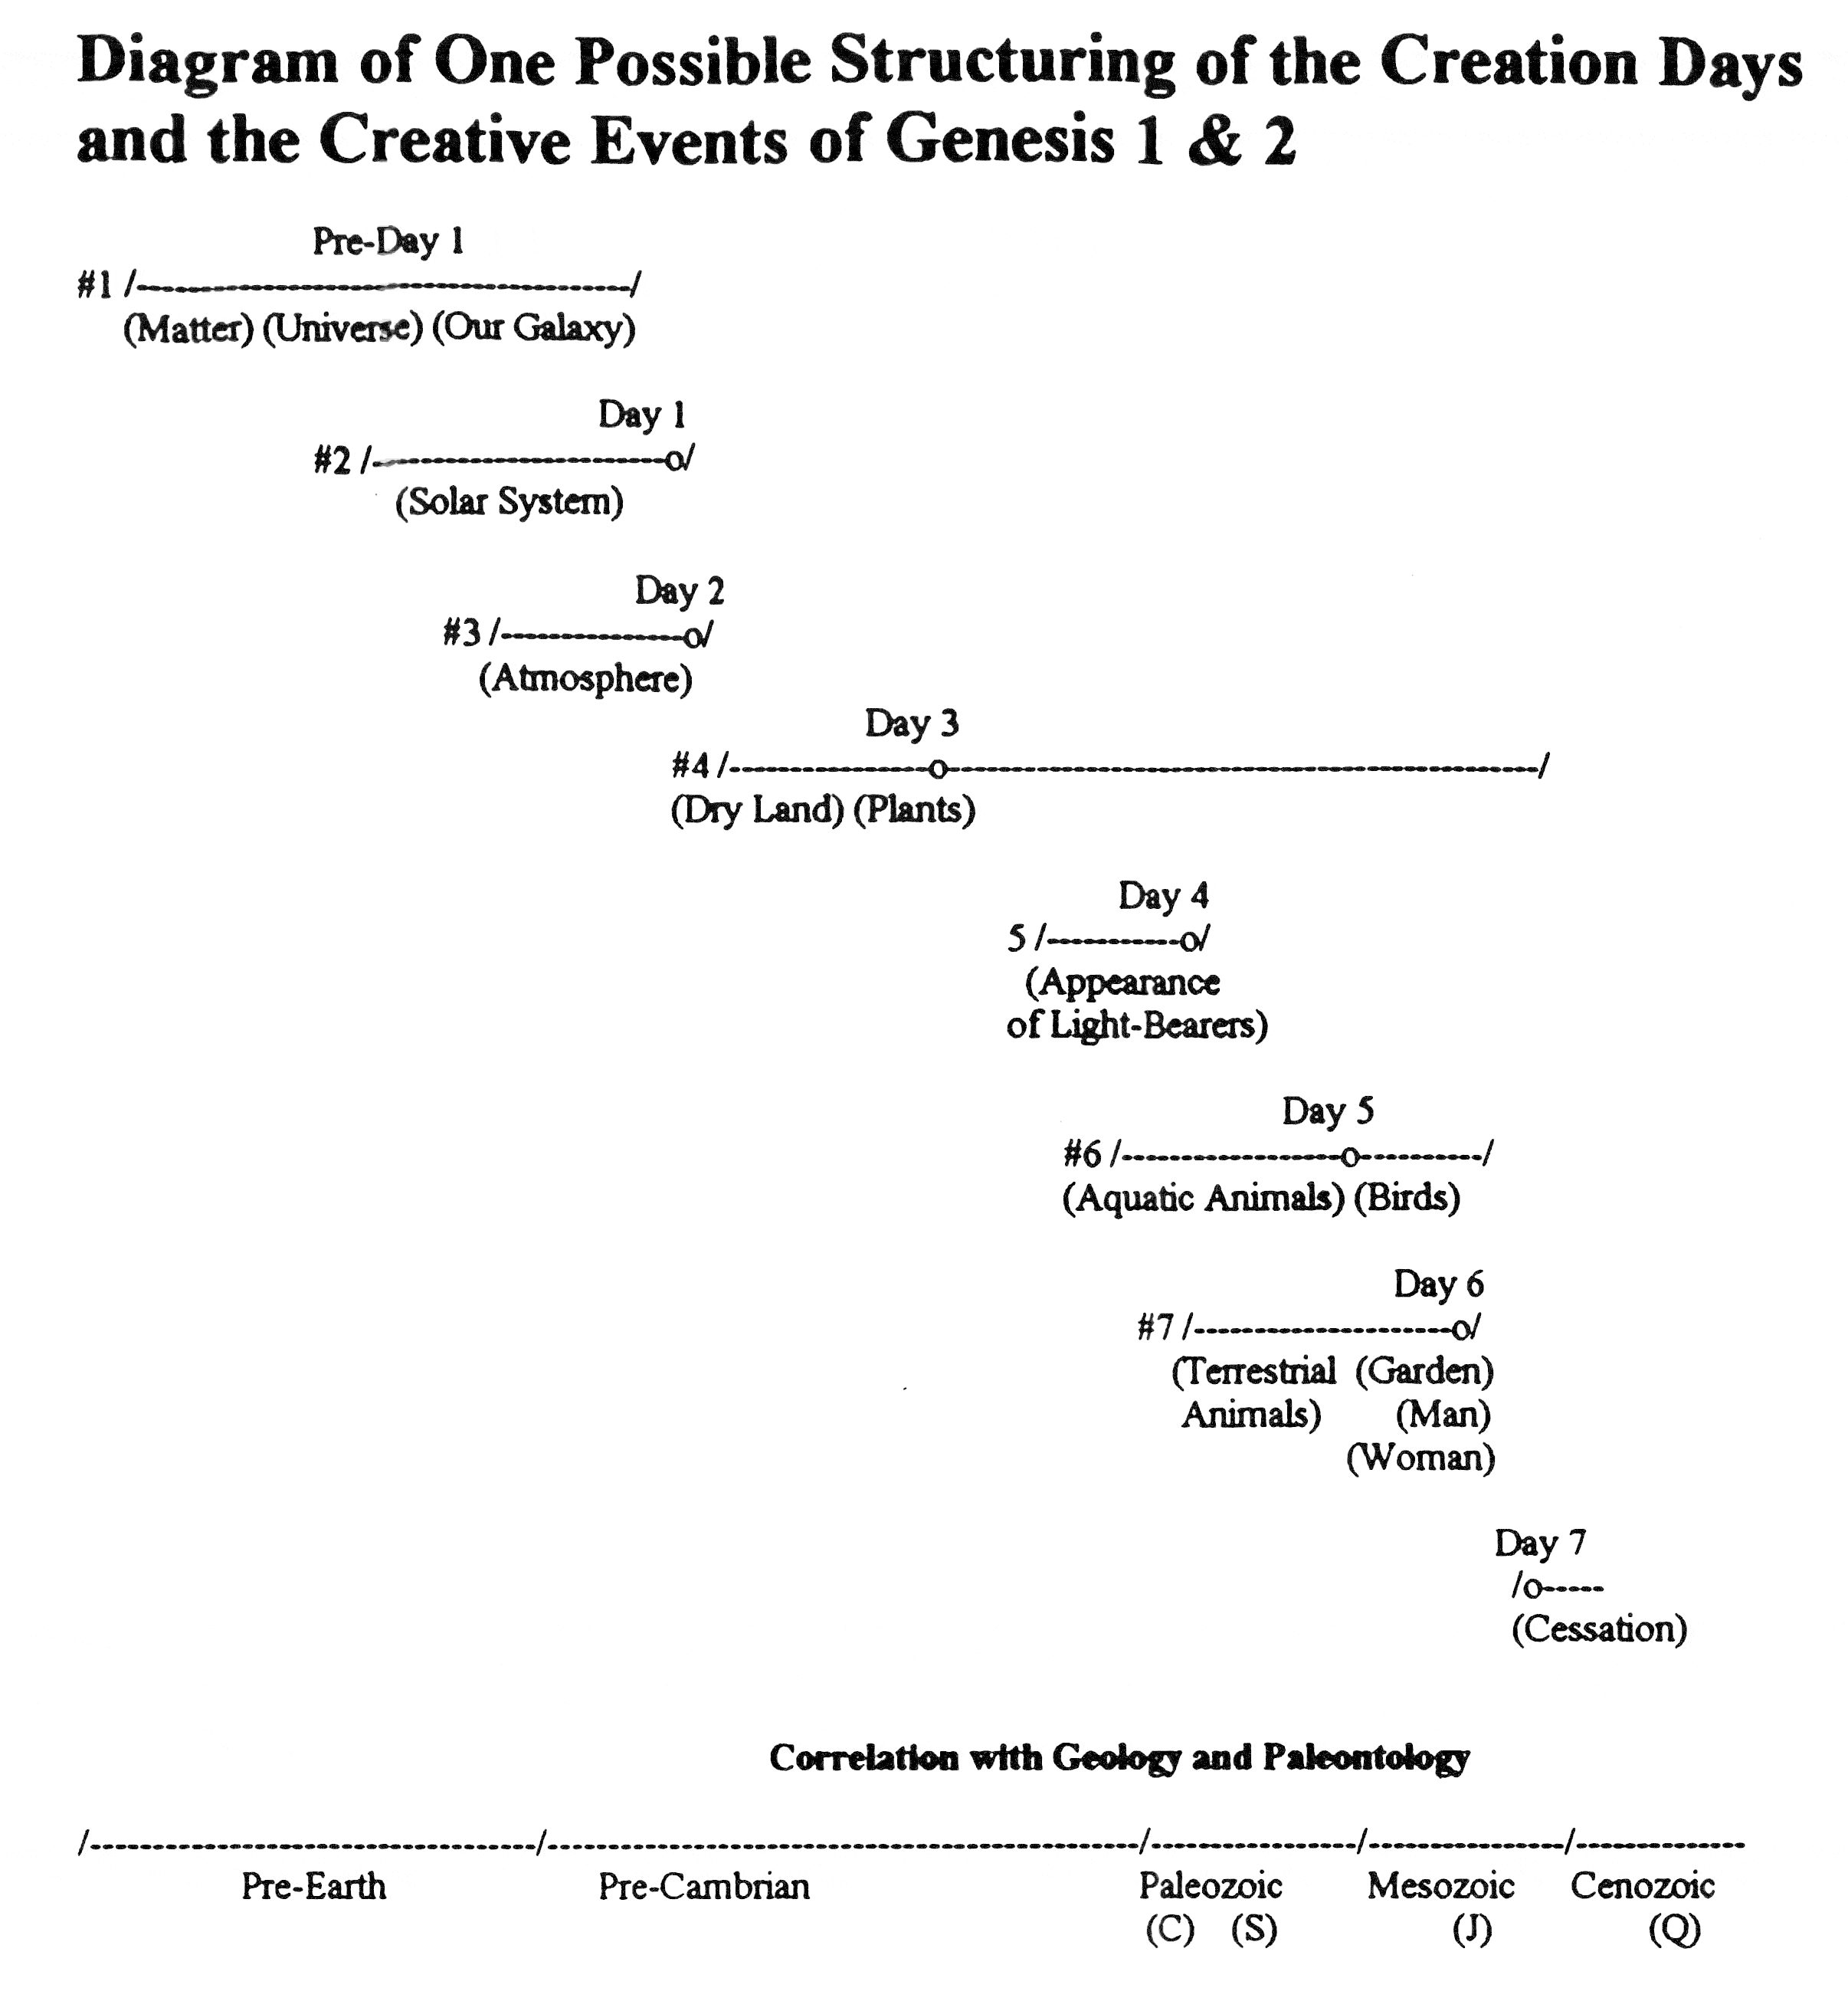 Diagram of One Possible Structuring of the Creation Days
and the Creative Events of Genesis 1 & 2
Pre-Day 1
#1 /----------------------------------------/
(Matter) (Universe) (Our Galaxy)
Day 1
#2 /------------------------o/
(Solar System)
Day 2
#3 /---------------o/
(Atmosphere)
Day 3
#4 /----------------o------------------------------------------------/
(Dry Land) (Plants)
Day 4
5 /-----------o/
(Appearance
of Light-Bearers)
Day 5
#6 /------------------o----------/
(Aquatic Animals) (Birds)
Day 6
#7 /---------------------o/
(Terrestrial (Garden)
Animals) (Man)
(Woman)
Day 7
/o-----
(Cessation)
Correlation with Geology and Paleontology
/------------------------------------/------------------------------------------------/-----------------/----------------/--------------
Pre-Earth Pre-Cambrian Paleozoic Mesozoic Cenozoic
(C) (S) (J) (Q)